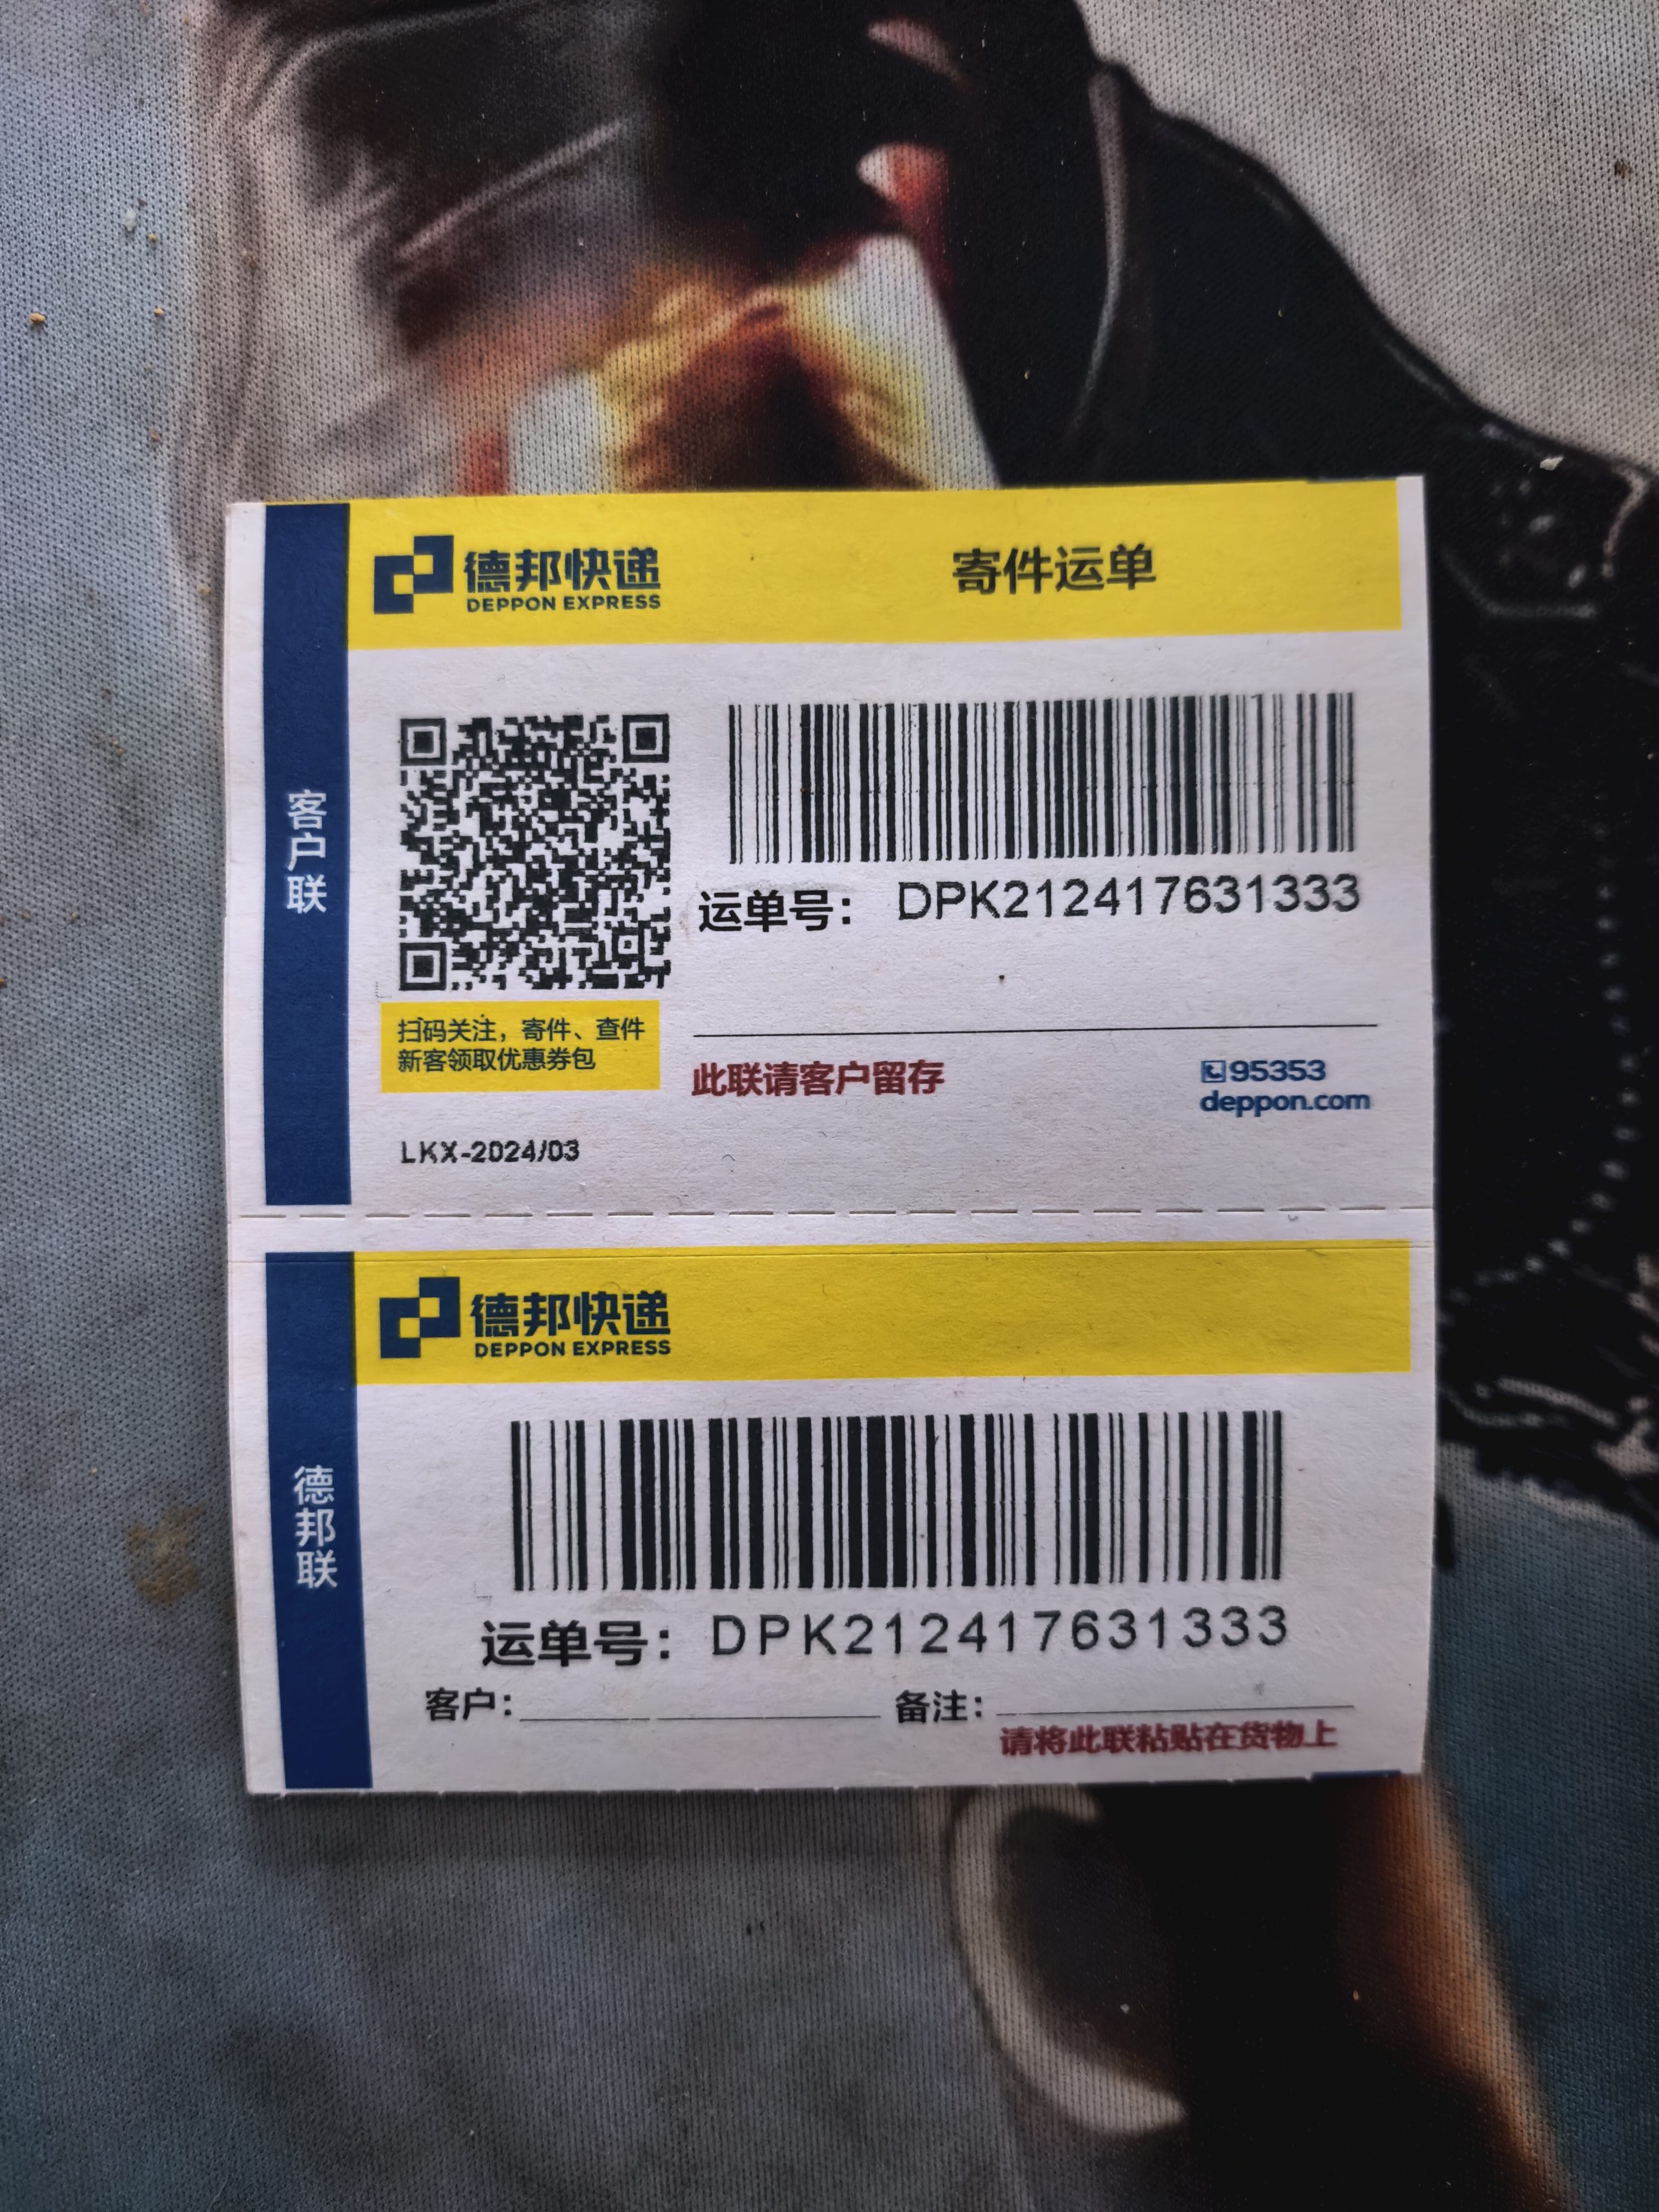 德邦快递
DEPPON EXPRESS
寄件运单
客户联
运单号： DPK212417631333
扫码关注，寄件、查件
新客领取优惠券包
此联请客户留存
95353
deppon.com
LKX-2024/03
德邦快递
DEPPON EXPRESS
德邦联
运单号： DPK212417631333
客户：
备注：
请将此联粘贴在货物上